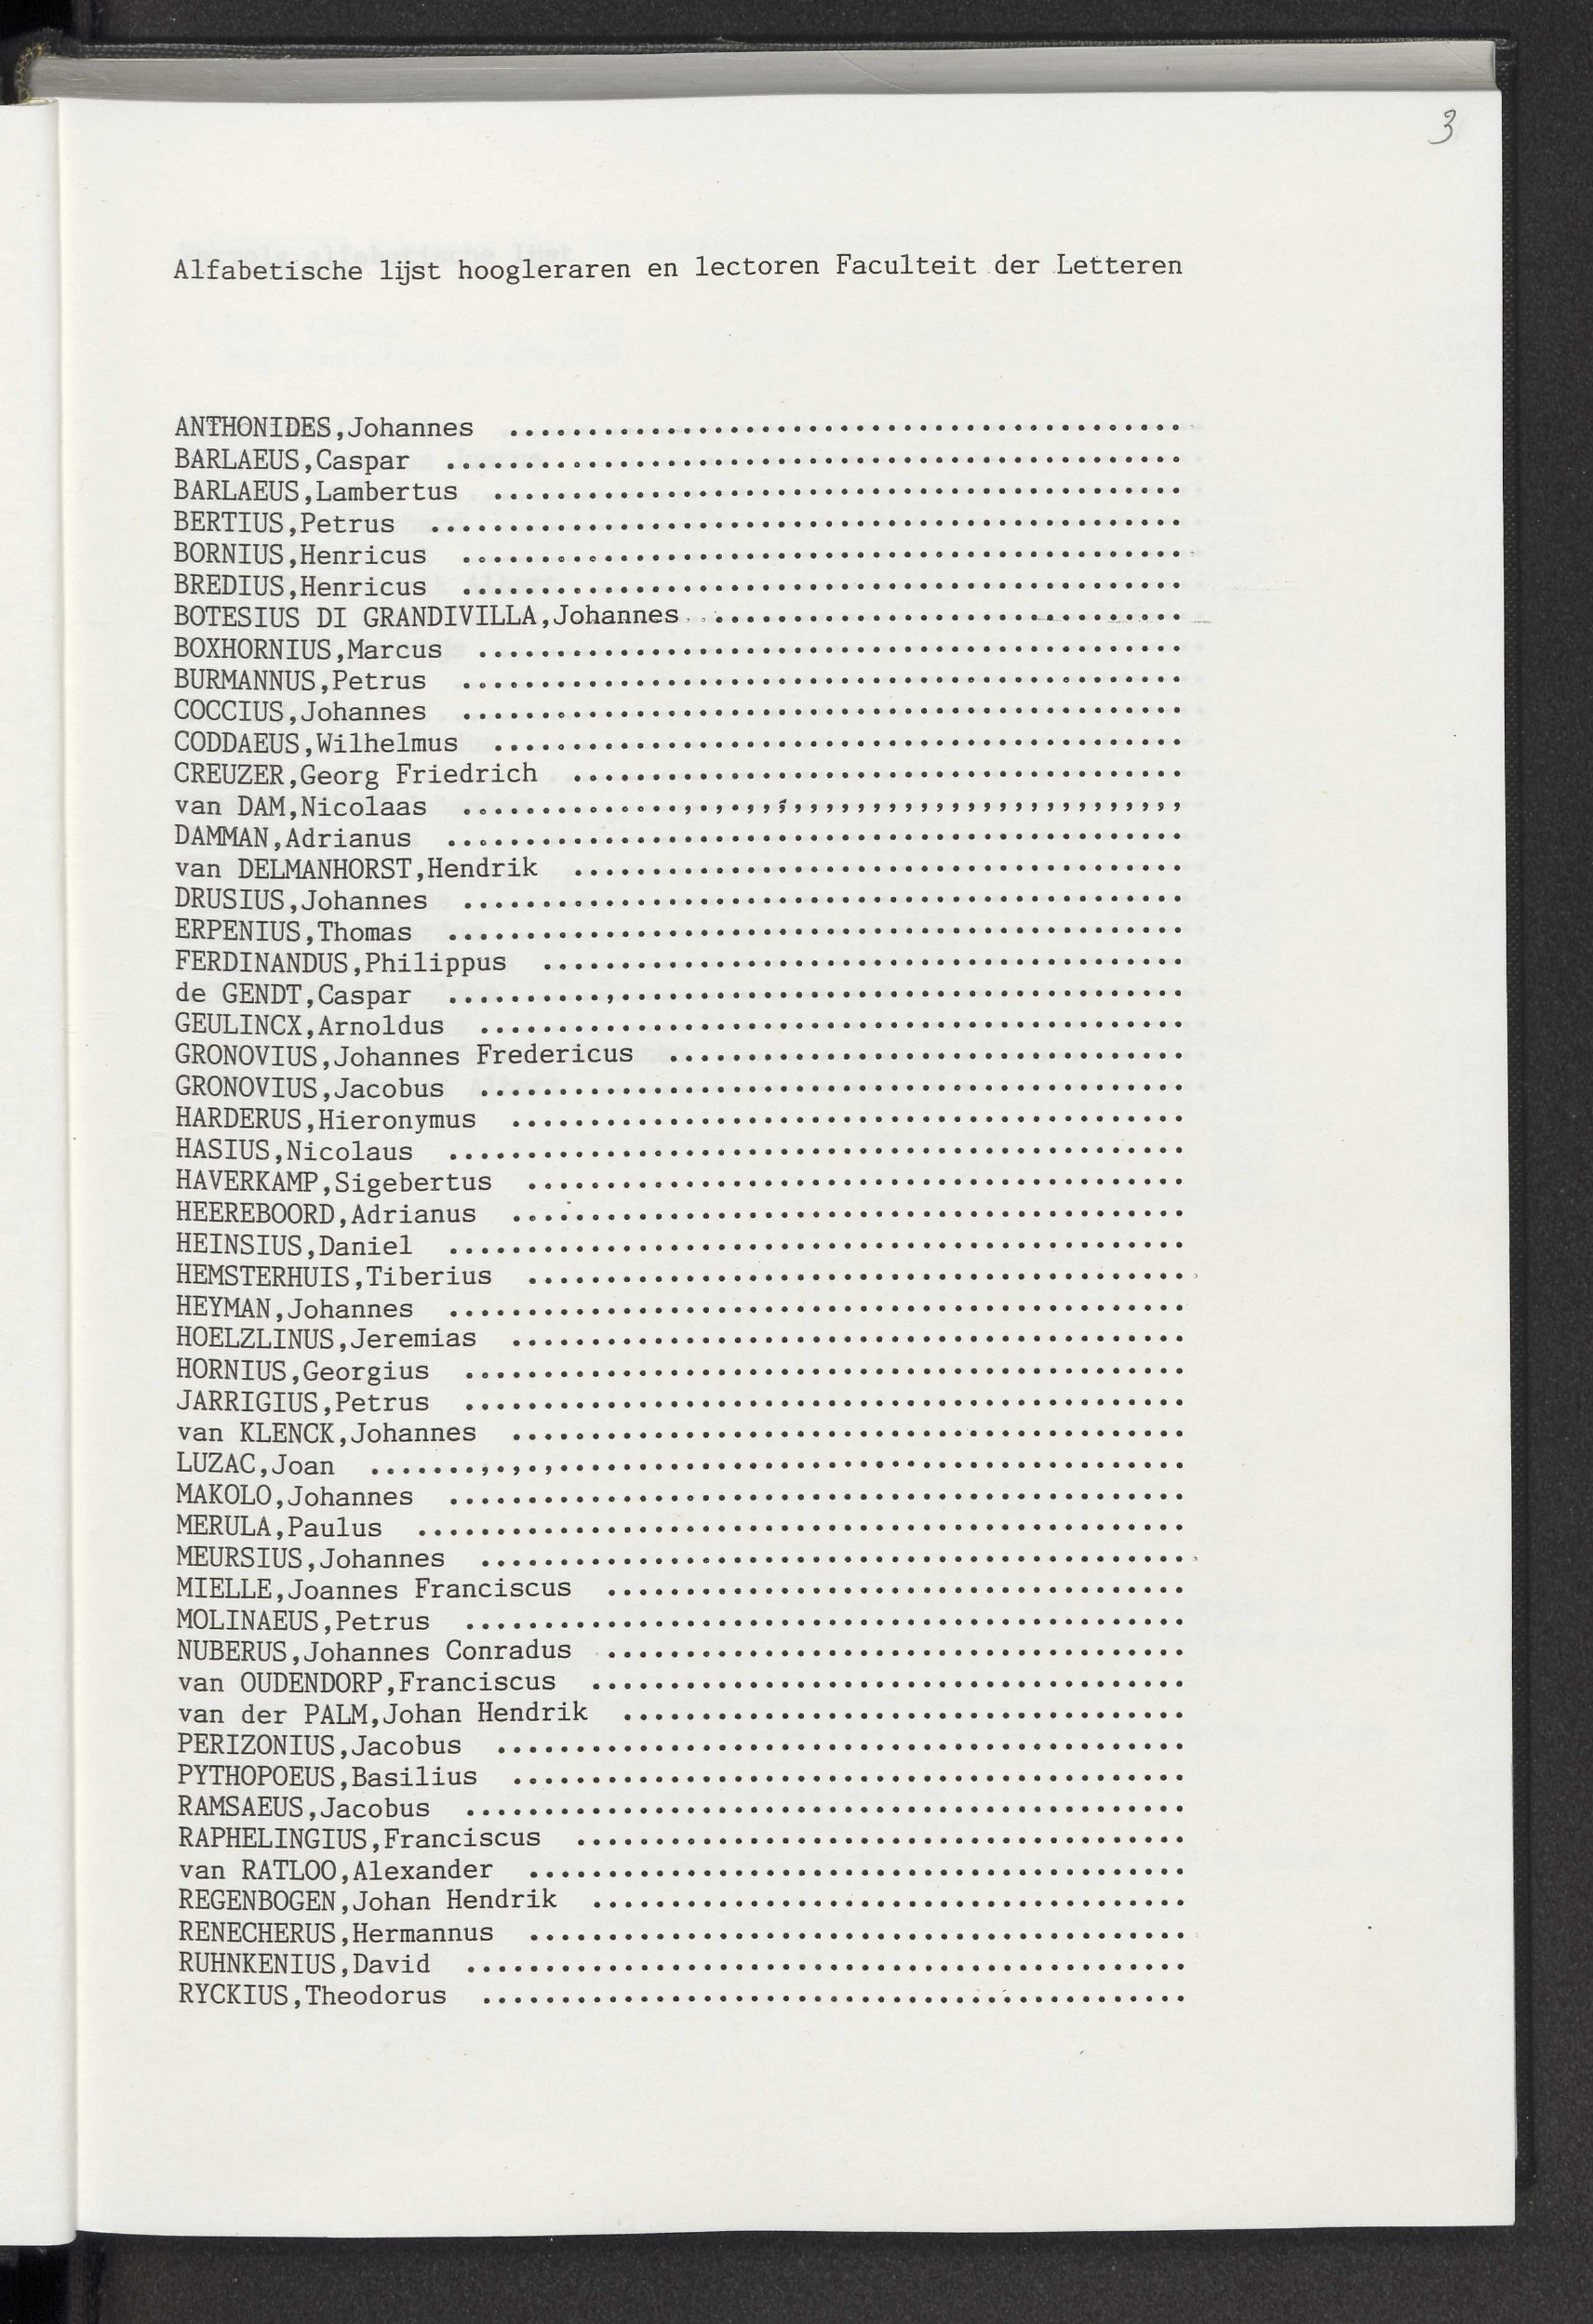 3
Alfabetische lijst hoogleraren en lectoren Faculteit der Letteren
ANTHONIDES,Johannes ...........................................
BARLAEUS,Caspar ...............................................
BARLAEUS,Lambertus ............................................
BERTIUS,Petrus ................................................
BORNIUS,Henricus ..............................................
BREDIUS,Henricus ..............................................
BOTESIUS DI GRANDIVILLA,Johannes ..............................
BOXHORNIUS,Marcus .............................................
BURMANNUS,Petrus ..............................................
COCCIUS,Johannes ..............................................
CODDAEUS,Wilhelmus ............................................
CREUZER,Georg Friedrich .......................................
van DAM,Nicolaas ..............,.,.,,;,,,,,,,,,,,,,,,,,,,,,,,,,
DAMMAN,Adrianus ...............................................
van DELMANHORST,Hendrik .......................................
DRUSIUS,Johannes ..............................................
ERPENIUS,Thomas ...............................................
FERDINANDUS,Philippus .........................................
de GENDT,Caspar ..........,....................................
GEULINCX,Arnoldus .............................................
GRONOVIUS,Johannes Fredericus .................................
GRONOVIUS,Jacobus .............................................
HARDERUS,Hieronymus ...........................................
HASIUS,Nicolaus ...............................................
HAVERKAMP,Sigebertus ..........................................
HEEREBOORD,Adrianus ...........................................
HEINSIUS,Daniel ...............................................
HEMSTERHUIS,Tiberius ..........................................
HEYMAN,Johannes ...............................................
HOELZLINUS,Jeremias ...........................................
HORNIUS,Georgius ..............................................
JARRIGIUS,Petrus ..............................................
van KLENCK,Johannes ...........................................
LUZAC,Joan .......,.,.,........................................
MAKOLO,Johannes ...............................................
MERULA,Paulus .................................................
MEURSIUS,Johannes .............................................
MIELLE,Joannes Franciscus .....................................
MOLINAEUS,Petrus ..............................................
NUBERUS,Johannes Conradus .....................................
van OUDENDORP,Franciscus ......................................
van der PALM,Johan Hendrik ....................................
PERIZONIUS,Jacobus ............................................
PYTHOPOEUS,Basilius ...........................................
RAMSAEUS,Jacobus ..............................................
RAPHELINGIUS,Franciscus .......................................
van RATLOO,Alexander ..........................................
REGENBOGEN,Johan Hendrik ......................................
RENECHERUS,Hermannus ..........................................
RUHNKENIUS,David ..............................................
RYCKIUS,Theodorus .............................................